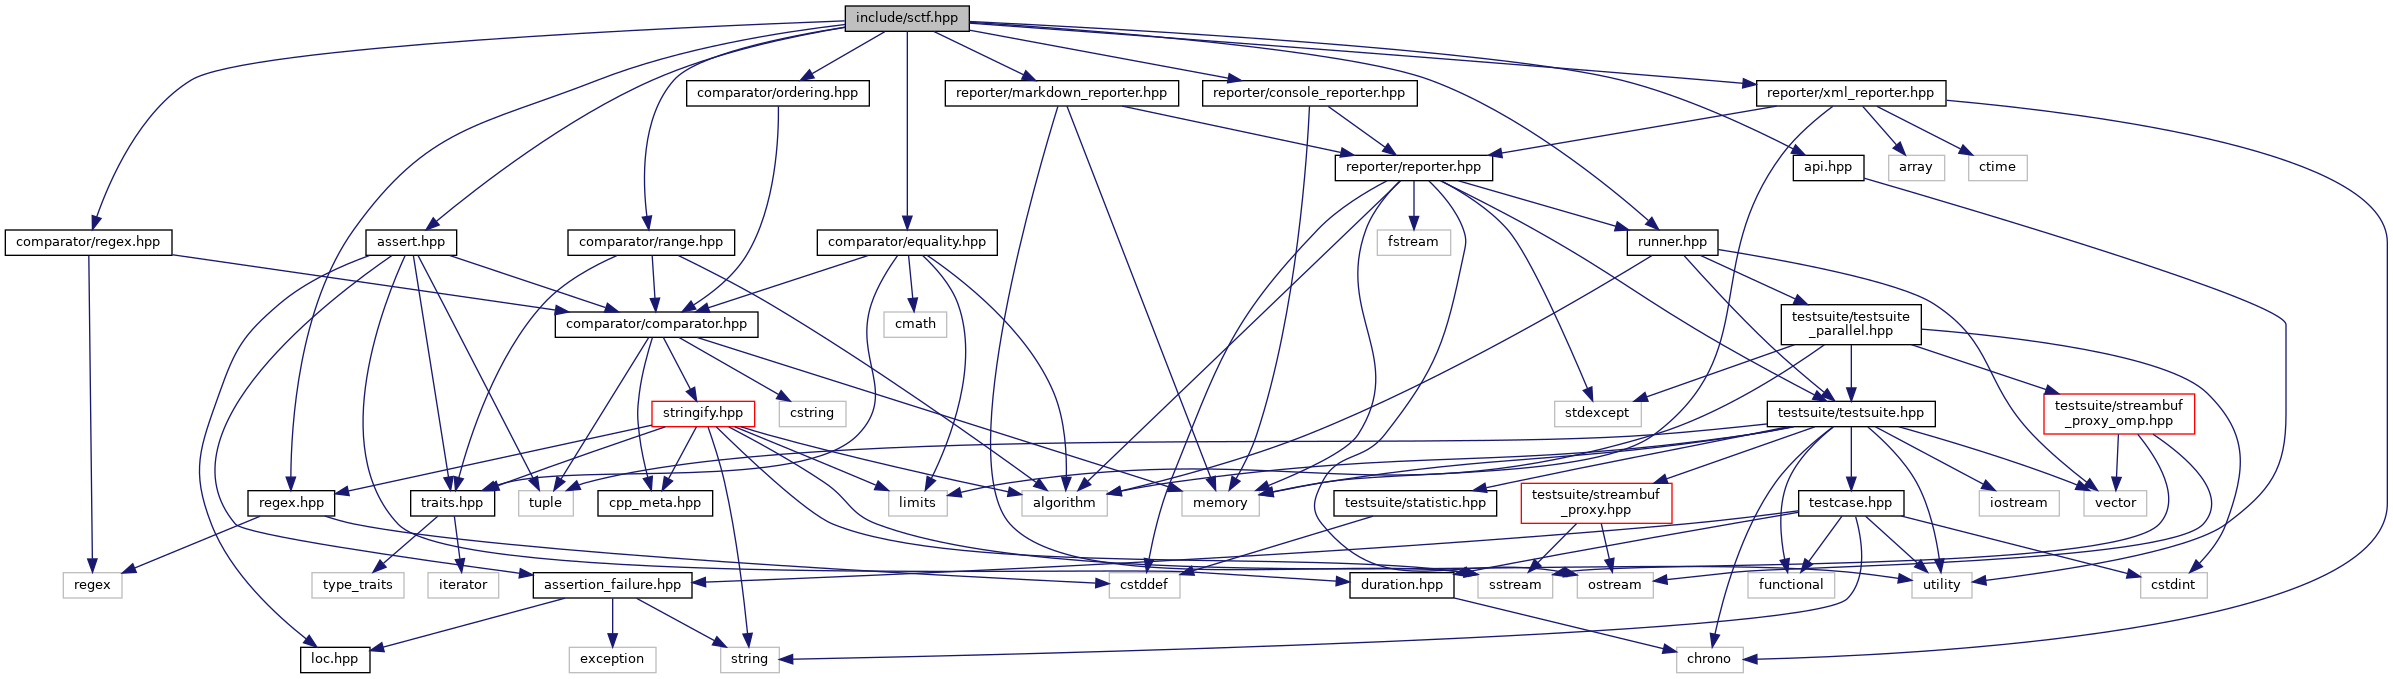 include/sctf.hpp
comparator/ordering.hpp
reporter/markdown_reporter.hpp
reporter/console_reporter.hpp
reporter/xml_reporter.hpp
reporter/reporter.hpp
api.hpp
array
ctime
comparator/regex.hpp
assert.hpp
comparator/range.hpp
comparator/equality.hpp
fstream
runner.hpp
comparator/comparator.hpp
cmath
testsuite/testsuite
_parallel.hpp
stringify.hpp
cstring
stdexcept
testsuite/testsuite.hpp
testsuite/streambuf
_proxy_omp.hpp
regex.hpp
traits.hpp
tuple
cpp_meta.hpp
limits
algorithm
memory
testsuite/statistic.hpp
testsuite/streambuf
_proxy.hpp
testcase.hpp
iostream
vector
regex
type_traits
iterator
assertion_failure.hpp
cstddef
duration.hpp
sstream
ostream
functional
utility
cstdint
loc.hpp
exception
string
chrono